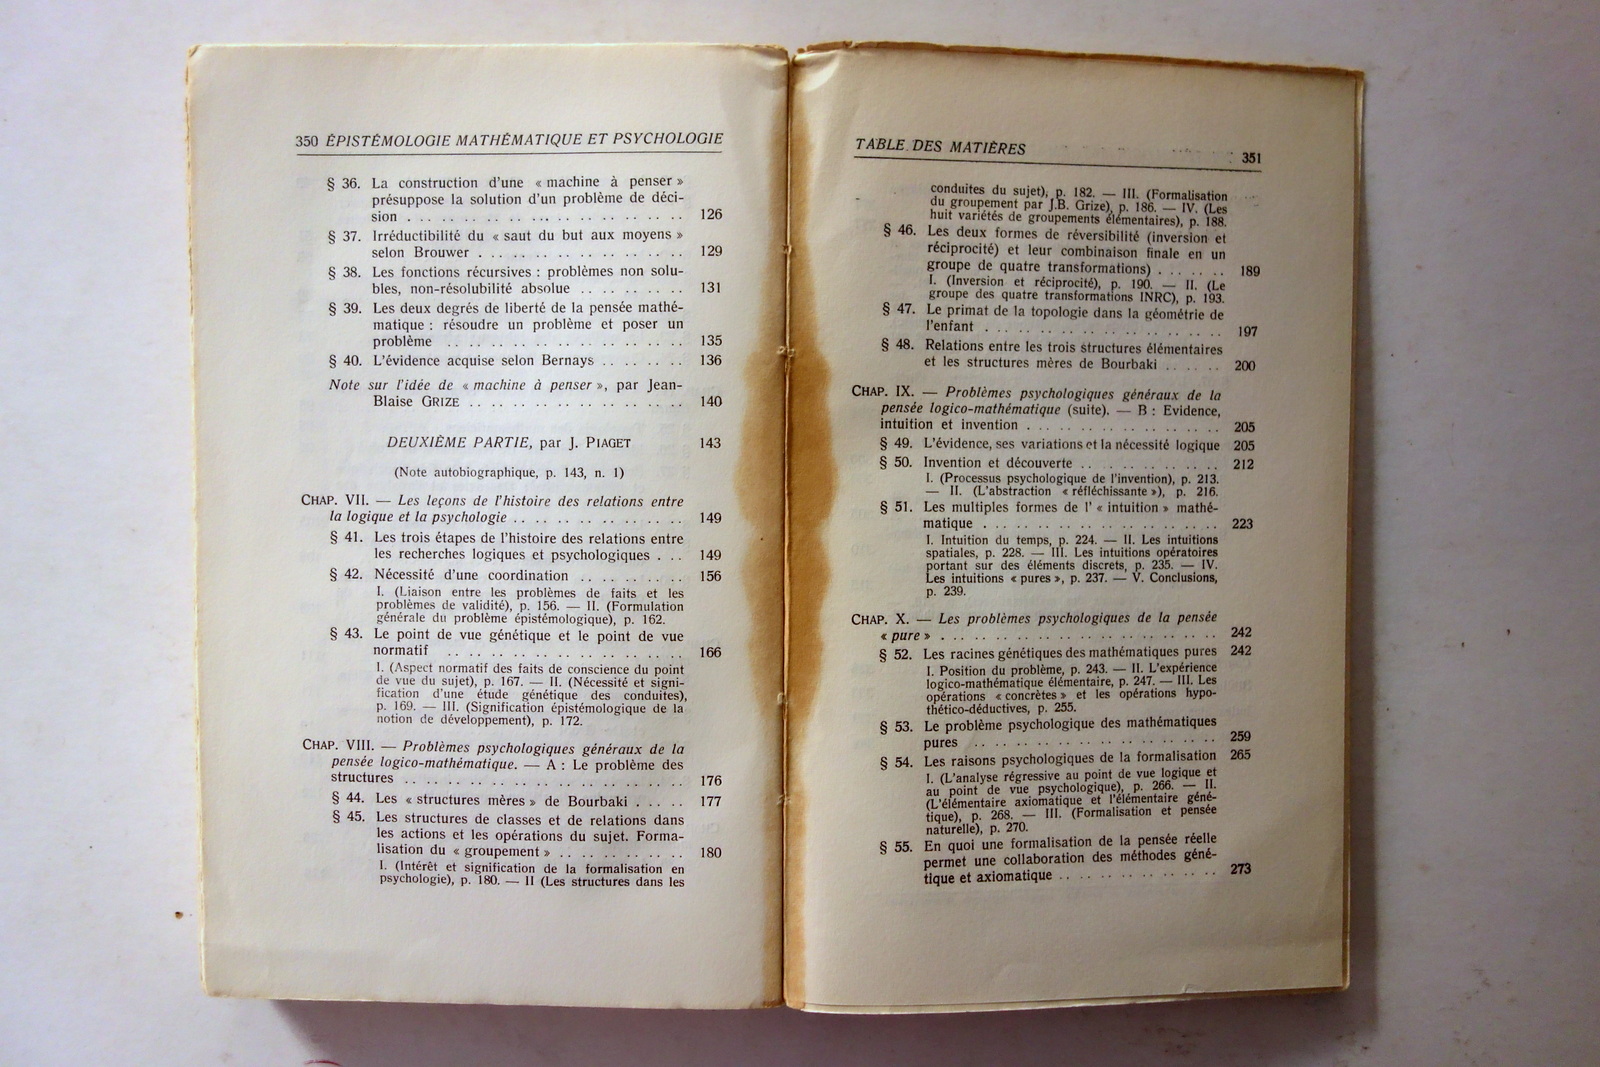 350 ÉPISTÉMOLOGIE MATHÉMATIQUE ET PSYCHOLOGIE
§ 36. La construction d'une « machine à penser »
présuppose la solution d'un problème de déci-
sion . . . . . . . . . . . . . . . . . . . . 126
§ 37. Irréductibilité du « saut du but aux moyens »
selon Brouwer . . . . . . . . . . . . . . . . 129
§ 38. Les fonctions récursives : problèmes non solu-
bles, non-résolubilité absolue . . . . . . . . . 131
§ 39. Les deux degrés de liberté de la pensée mathé-
matique : résoudre un problème et poser un
problème . . . . . . . . . . . . . . . . . . 135
§ 40. L'évidence acquise selon Bernays . . . . . . . 136
Note sur l'idée de « machine à penser », par Jean-
Blaise GRIZE . . . . . . . . . . . . . . . . . 140
DEUXIÈME PARTIE, par J. PIAGET 143
(Note autobiographique, p. 143, n. 1)
CHAP. VII. — Les leçons de l'histoire des relations entre
la logique et la psychologie . . . . . . . . . . . . . 149
§ 41. Les trois étapes de l'histoire des relations entre
les recherches logiques et psychologiques . . . 149
§ 42. Nécessité d'une coordination . . . . . . . . . 156
I. (Liaison entre les problèmes de faits et les
problèmes de validité), p. 156. — II. (Formulation
générale du problème épistémologique), p. 162.
§ 43. Le point de vue génétique et le point de vue
normatif . . . . . . . . . . . . . . . . . . 166
I. (Aspect normatif des faits de conscience du point
de vue du sujet), p. 167. — II. (Nécessité et signi-
fication d'une étude génétique des conduites),
p. 169. — III. (Signification épistémologique de la
notion de développement), p. 172.
CHAP. VIII. — Problèmes psychologiques généraux de la
pensée logico-mathématique. — A : Le problème des
structures . . . . . . . . . . . . . . . . . . . . . 176
§ 44. Les « structures mères » de Bourbaki . . . . 177
§ 45. Les structures de classes et de relations dans
les actions et les opérations du sujet. Forma-
lisation du « groupement » . . . . . . . . . . . 180
I. (Intérêt et signification de la formalisation en
psychologie), p. 180. — II (Les structures dans les
TABLE DES MATIÈRES 351
conduites du sujet), p. 182. — III. (Formalisation
du groupement par J.B. Grize), p. 186. — IV. (Les
huit variétés de groupements élémentaires), p. 188.
§ 46. Les deux formes de réversibilité (inversion et
réciprocité) et leur combinaison finale en un
groupe de quatre transformations) . . . . . . 189
I. (Inversion et réciprocité), p. 190. — II. (Le
groupe des quatre transformations INRC), p. 193.
§ 47. Le primat de la topologie dans la géométrie de
l'enfant . . . . . . . . . . . . . . . . . . 197
§ 48. Relations entre les trois structures élémentaires
et les structures mères de Bourbaki . . . . . 200
CHAP. IX. — Problèmes psychologiques généraux de la
pensée logico-mathématique (suite). — B : Evidence,
intuition et invention . . . . . . . . . . . . . . . . 205
§ 49. L'évidence, ses variations et la nécessité logique 205
§ 50. Invention et découverte . . . . . . . . . . . . 212
I. (Processus psychologique de l'invention), p. 213.
— II. (L'abstraction « réfléchissante »), p. 216.
§ 51. Les multiples formes de l' « intuition » mathé-
matique . . . . . . . . . . . . . . . . . . . . 223
I. Intuition du temps, p. 224. — II. Les intuitions
spatiales, p. 228. — III. Les intuitions opératoires
portant sur des éléments discrets, p. 235. — IV.
Les intuitions « pures », p. 237. — V. Conclusions,
p. 239.
CHAP. X. — Les problèmes psychologiques de la pensée
« pure » . . . . . . . . . . . . . . . . . . . . . . 242
§ 52. Les racines génétiques des mathématiques pures 242
I. Position du problème, p. 243. — II. L'expérience
logico-mathématique élémentaire, p. 247. — III. Les
opérations « concrètes » et les opérations hypo-
thético-déductives, p. 255.
§ 53. Le problème psychologique des mathématiques
pures . . . . . . . . . . . . . . . . . . . . 259
§ 54. Les raisons psychologiques de la formalisation 265
I. (L'analyse régressive au point de vue logique et
au point de vue psychologique), p. 266. — II.
(L'élémentaire axiomatique et l'élémentaire géné-
tique), p. 268. — III. (Formalisation et pensée
naturelle), p. 270.
§ 55. En quoi une formalisation de la pensée réelle
permet une collaboration des méthodes géné-
tique et axiomatique . . . . . . . . . . . . . 273